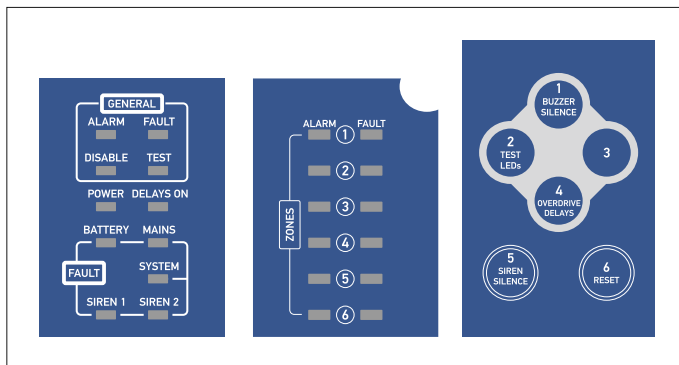 GENERAL
ALARM FAULT
DISABLE TEST
POWER DELAYS ON
BATTERY MAINS
FAULT
SYSTEM
SIREN 1 SIREN 2
ALARM FAULT
1
2
3
ZONES
4
5
6
1
BUZZER
SILENCE
2
TEST
LEDs
3
4
OVERDRIVE
DELAYS
5
SIREN
SILENCE
6
RESET